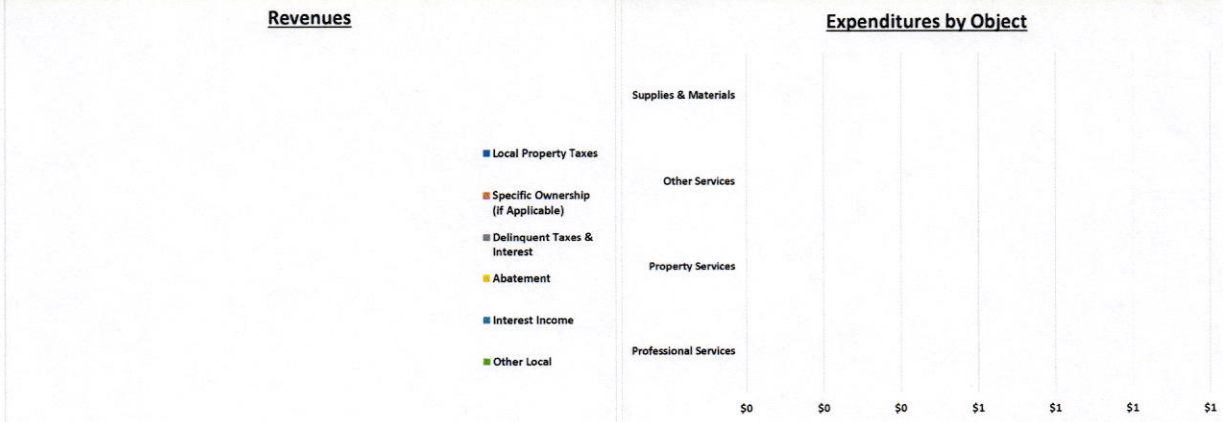 Revenues
Local Property Taxes
Specific Ownership
(if Applicable)
Delinquent Taxes &
Interest
Abatement
Interest Income
Other Local
Expenditures by Object
Supplies & Materials
Other Services
Property Services
Professional Services
$0 $0 $0 $1 $1 $1 $1